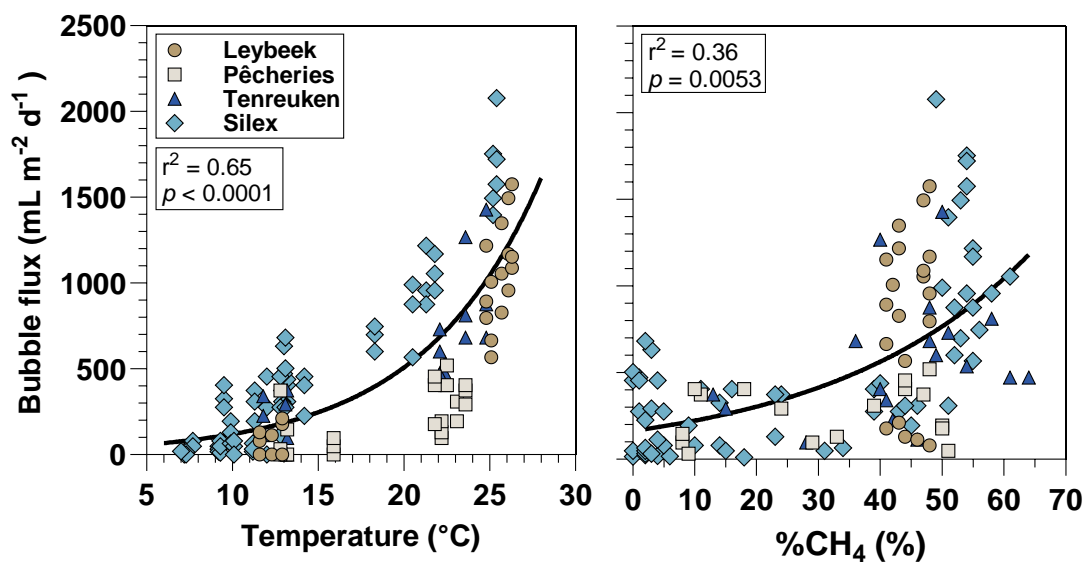 2500
2000
1500
1000
500
0
Bubble flux (mL m⁻² d⁻¹)
Leybeek
Pêcheries
Tenreuken
Silex
r² = 0.65
p < 0.0001
5 10 15 20 25 30
Temperature (°C)
r² = 0.36
p = 0.0053
0 10 20 30 40 50 60 70
%CH₄ (%)